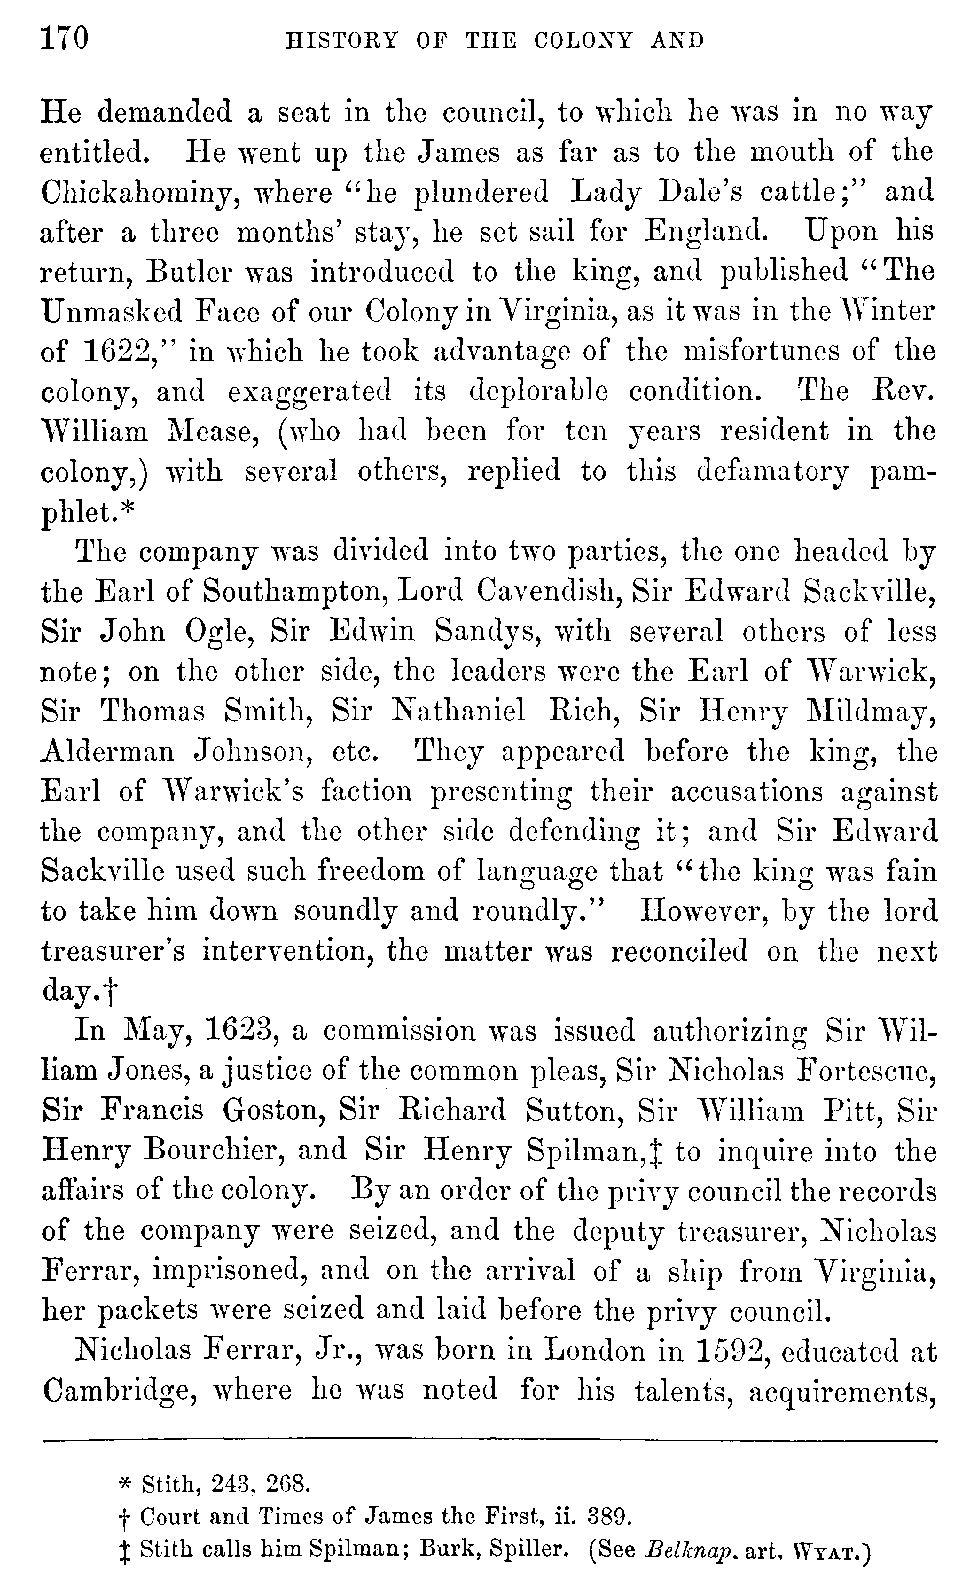 170 HISTORY OF THE COLONY AND
He demanded a seat in the council, to which he was in no way
entitled. He went up the James as far as to the mouth of the
Chickahominy, where “he plundered Lady Dale’s cattle;” and
after a three months’ stay, he set sail for England. Upon his
return, Butler was introduced to the king, and published “The
Unmasked Face of our Colony in Virginia, as it was in the Winter
of 1622,” in which he took advantage of the misfortunes of the
colony, and exaggerated its deplorable condition. The Rev.
William Mease, (who had been for ten years resident in the
colony,) with several others, replied to this defamatory pam-
phlet.*
The company was divided into two parties, the one headed by
the Earl of Southampton, Lord Cavendish, Sir Edward Sackville,
Sir John Ogle, Sir Edwin Sandys, with several others of less
note; on the other side, the leaders were the Earl of Warwick,
Sir Thomas Smith, Sir Nathaniel Rich, Sir Henry Mildmay,
Alderman Johnson, etc. They appeared before the king, the
Earl of Warwick’s faction presenting their accusations against
the company, and the other side defending it; and Sir Edward
Sackville used such freedom of language that “the king was fain
to take him down soundly and roundly.” However, by the lord
treasurer’s intervention, the matter was reconciled on the next
day.†
In May, 1623, a commission was issued authorizing Sir Wil-
liam Jones, a justice of the common pleas, Sir Nicholas Fortescue,
Sir Francis Goston, Sir Richard Sutton, Sir William Pitt, Sir
Henry Bourchier, and Sir Henry Spilman,‡ to inquire into the
affairs of the colony. By an order of the privy council the records
of the company were seized, and the deputy treasurer, Nicholas
Ferrar, imprisoned, and on the arrival of a ship from Virginia,
her packets were seized and laid before the privy council.
Nicholas Ferrar, Jr., was born in London in 1592, educated at
Cambridge, where he was noted for his talents, acquirements,
* Stith, 243, 268.
† Court and Times of James the First, ii. 389.
‡ Stith calls him Spilman; Burk, Spiller. (See Belknap. art. WYAT.)